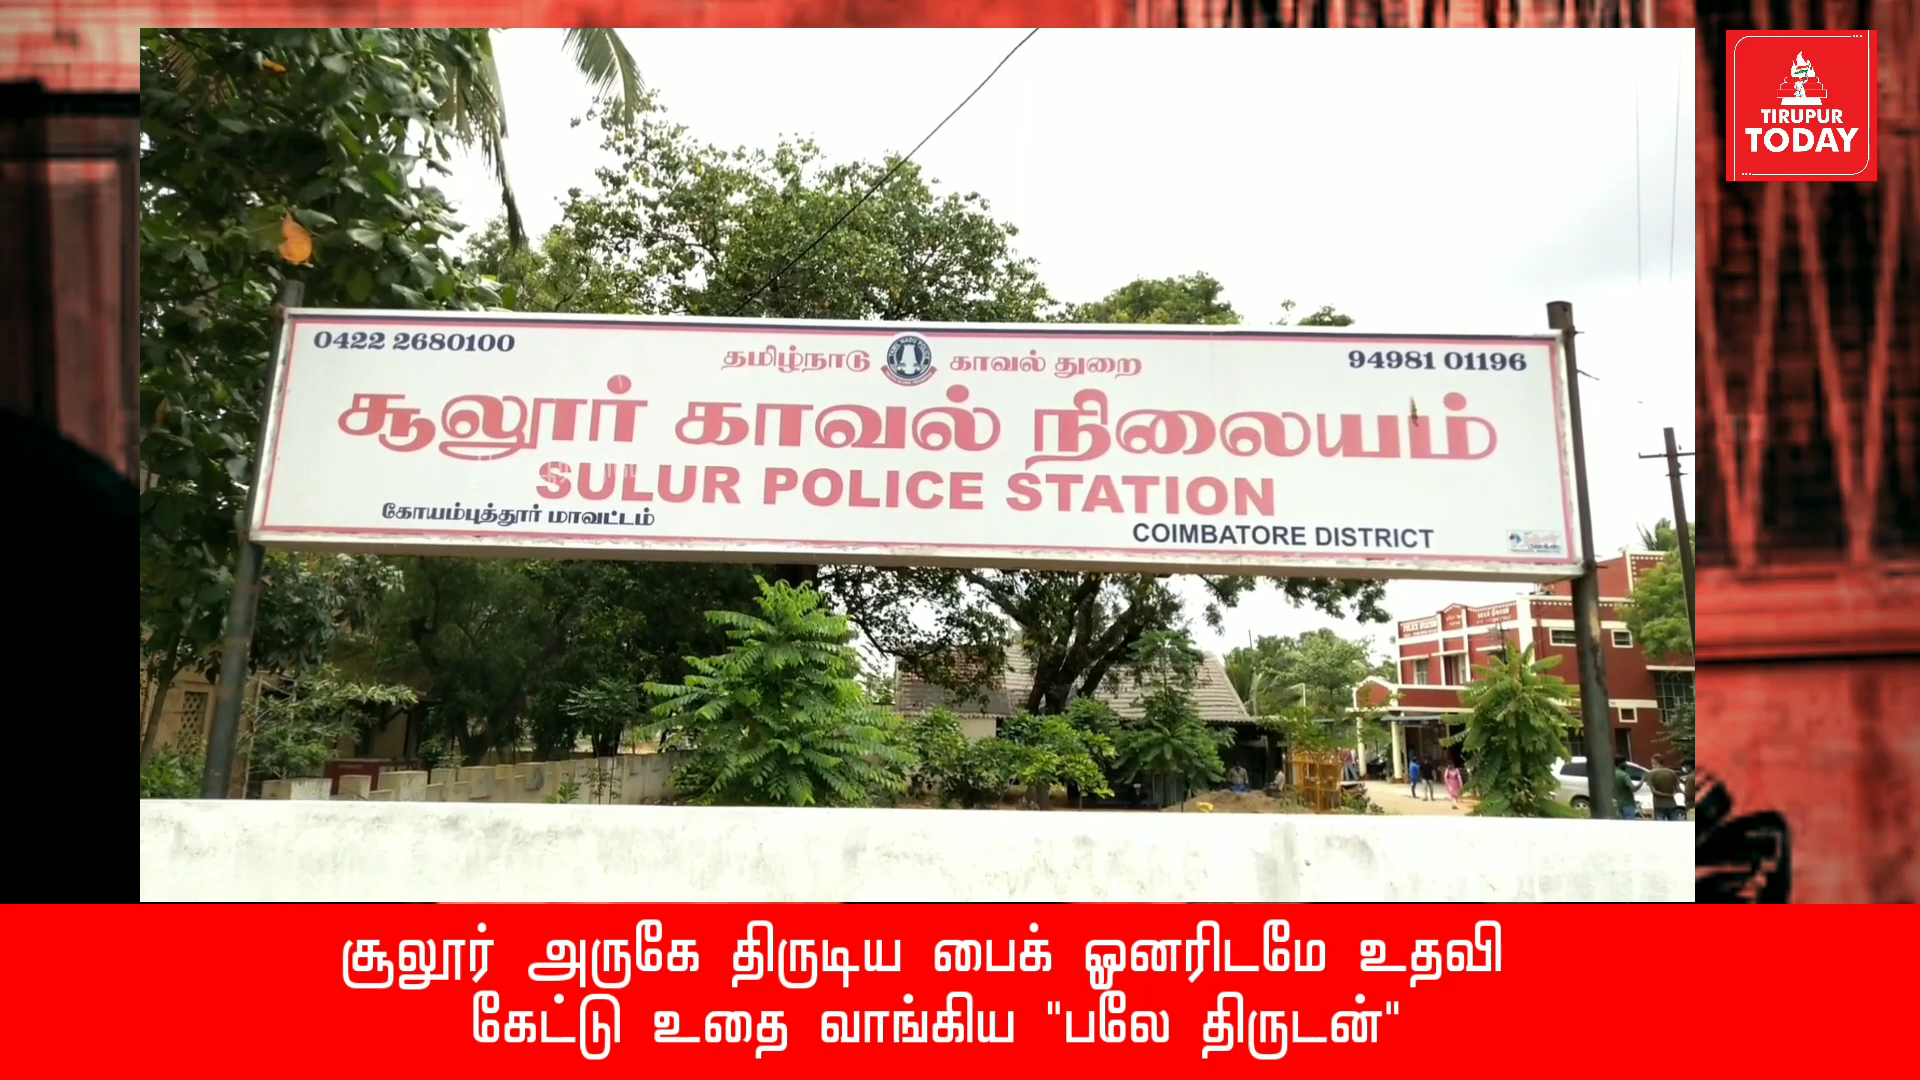 TIRUPUR
TODAY
0422 2680100
தமிழ்நாடு காவல் துறை
94981 01196
சூலூர் காவல் நிலையம்
SULUR POLICE STATION
கோயம்புத்தூர் மாவட்டம்
COIMBATORE DISTRICT
சூலூர் அருகே திருடிய பைக் ஓனரிடமே உதவி
கேட்டு உதை வாங்கிய "பலே திருடன்"